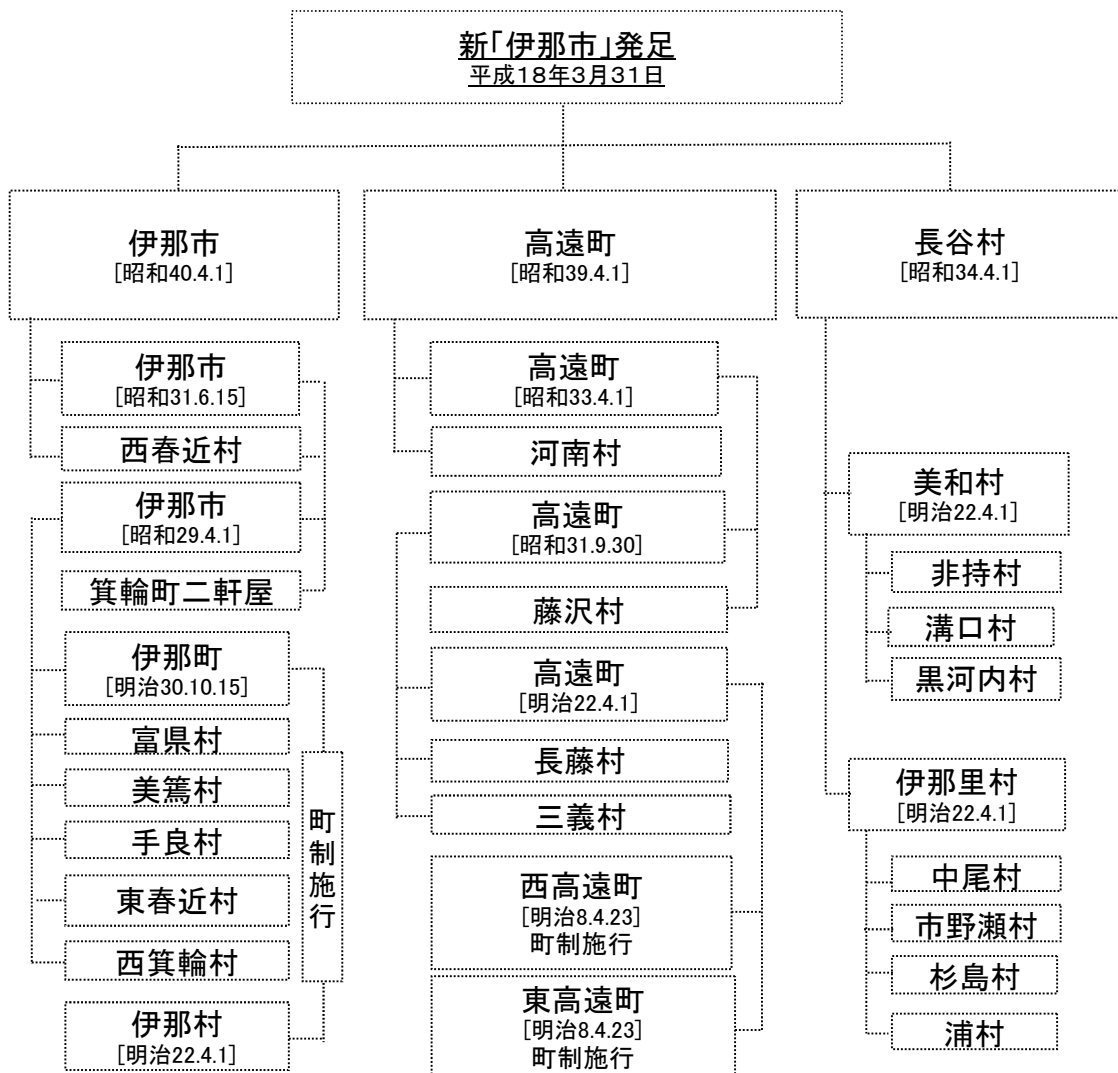 新「伊那市」発足
平成18年3月31日
伊那市
[昭和40.4.1]
伊那市
[昭和31.6.15]
西春近村
伊那市
[昭和29.4.1]
箕輪町二軒屋
伊那町
[明治30.10.15]
富県村
美篶村
手良村
東春近村
西箕輪村
町制施行
伊那村
[明治22.4.1]
高遠町
[昭和39.4.1]
高遠町
[昭和33.4.1]
河南村
高遠町
[昭和31.9.30]
藤沢村
高遠町
[明治22.4.1]
長藤村
三義村
西高遠町
[明治8.4.23]
町制施行
東高遠町
[明治8.4.23]
町制施行
長谷村
[昭和34.4.1]
美和村
[明治22.4.1]
非持村
溝口村
黒河内村
伊那里村
[明治22.4.1]
中尾村
市野瀬村
杉島村
浦村